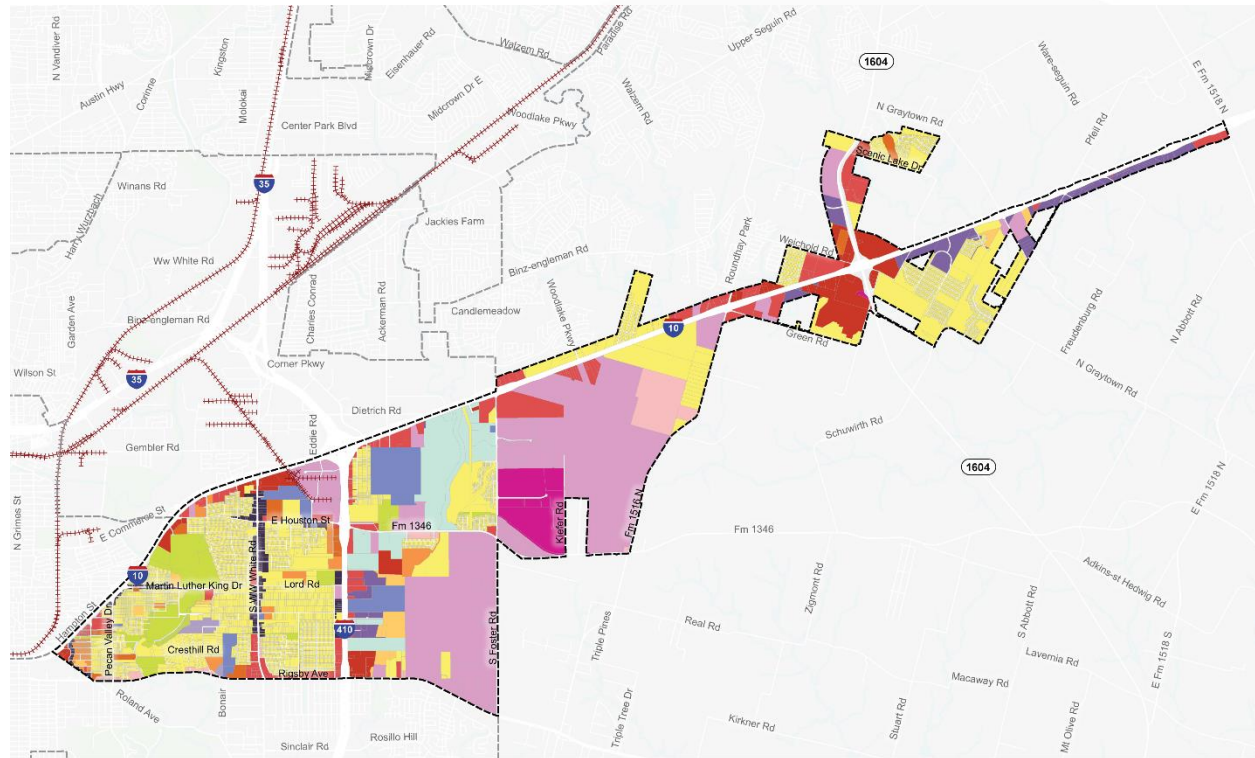 N Vandiver Rd
Austin Hwy
Corinne
Kingston
Molokai
Midcrown Dr
Eisenhauer Rd
Walzem Rd
Paradise Rd
Upper Seguin Rd
1604
Ware-seguin Rd
E Fm 1518 N
Midcrown Dr E
Woodlake Pkwy
Walzem Rd
N Graytown Rd
Pfeil Rd
Center Park Blvd
Scenic Lake Dr
Winans Rd
35
Harry Wurzbach
Jackies Farm
Ww White Rd
Binz-engleman Rd
Roundhay Park
Weichold Rd
Garden Ave
Binz-engleman Rd
Charles Conrad
Ackerman Rd
Candlemeadow
Woodlake Pkwy
10
Green Rd
Freudenburg Rd
N Abbott Rd
Wilson St
35
Corner Pkwy
N Graytown Rd
Dietrich Rd
Schuwirth Rd
Gembler Rd
Eddie Rd
1604
N Grimes St
E Commerce St
E Houston St
Fm 1346
Kiefer Rd
Fm 1516 N
Fm 1346
E Fm 1518 N
10
Martin Luther King Dr
S WW White Rd
Lord Rd
Zigmont Rd
Adkins-st Hedwig Rd
Hampton St
Pecan Valley Dr
410
S Foster Rd
Triple Pines
Real Rd
S Abbott Rd
Cresthill Rd
Lavernia Rd
E Fm 1518 S
Rigsby Ave
Macaway Rd
Roland Ave
Bonair
Triple Tree Dr
Kirkner Rd
Stuart Rd
Mt Olive Rd
Sinclair Rd
Rosillo Hill